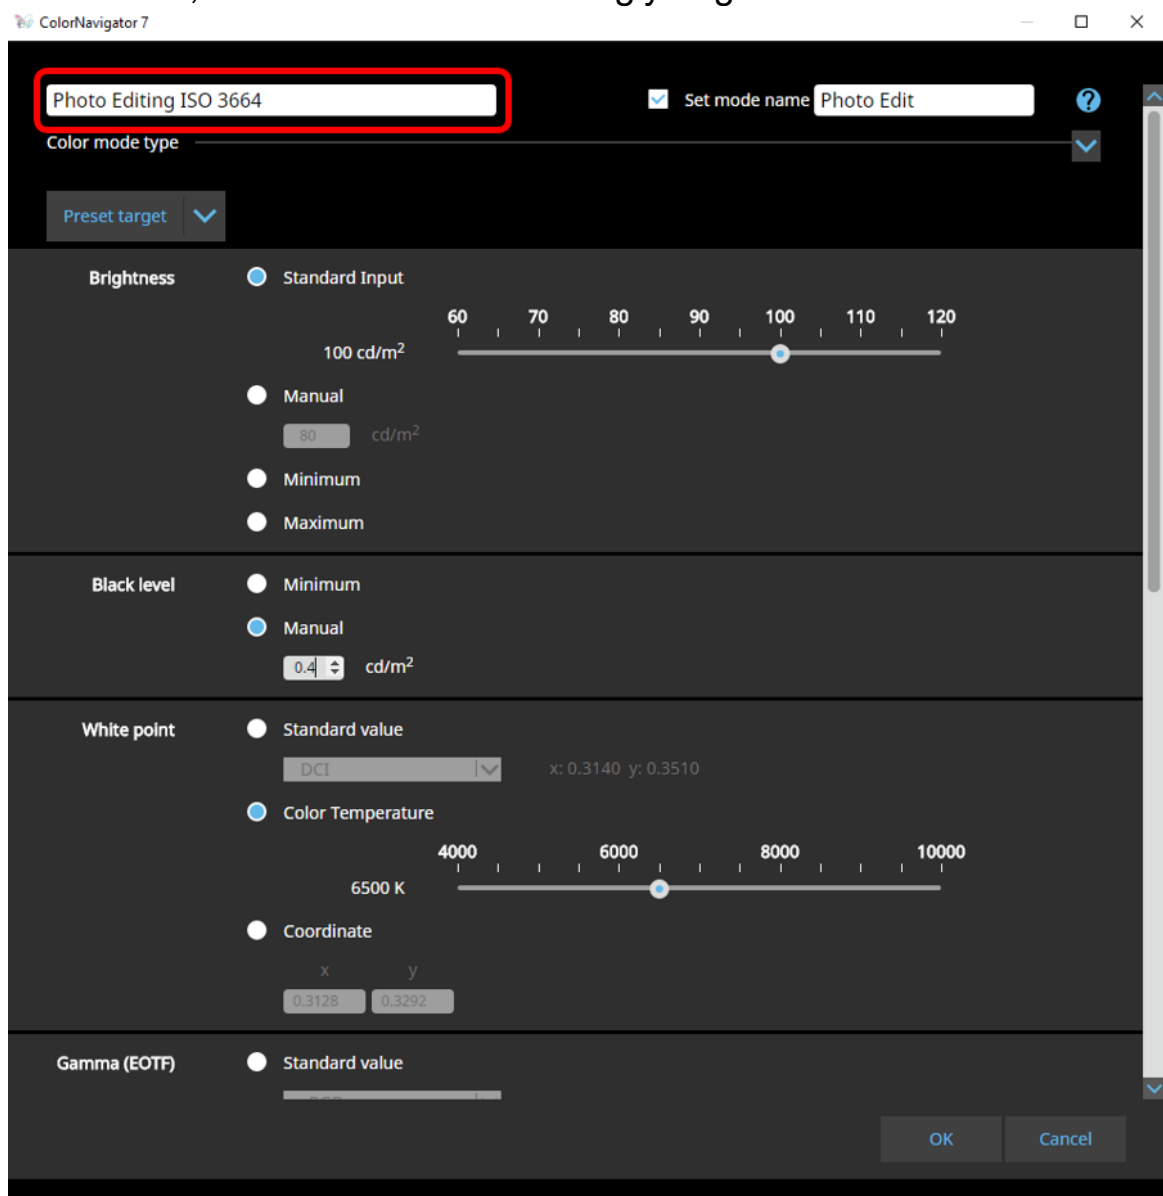 ColorNavigator 7
Photo Editing ISO 3664
Set mode name Photo Edit
Color mode type
Preset target
Brightness
Standard Input
60 70 80 90 100 110 120
100 cd/m2
Manual
80 cd/m2
Minimum
Maximum
Black level
Minimum
Manual
0.4 cd/m2
White point
Standard value
DCI x: 0.3140 y: 0.3510
Color Temperature
4000 6000 8000 10000
6500 K
Coordinate
x y
0.3128 0.3292
Gamma (EOTF)
Standard value
OK Cancel